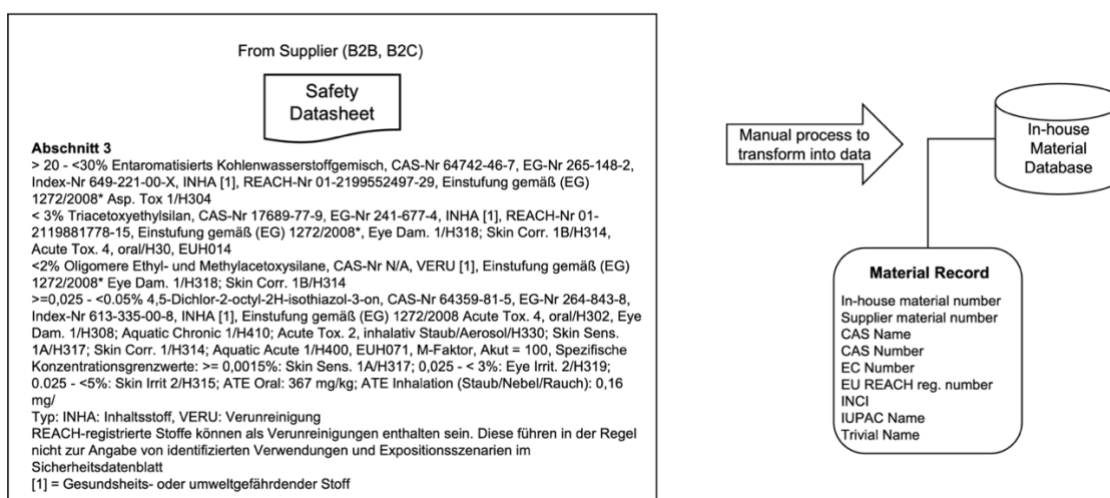 From Supplier (B2B, B2C)
Safety
Datasheet
Abschnitt 3
> 20 - <30% Entaromatisierts Kohlenwasserstoffgemisch, CAS-Nr 64742-46-7, EG-Nr 265-148-2,
Index-Nr 649-221-00-X, INHA [1], REACH-Nr 01-2199552497-29, Einstufung gemäß (EG)
1272/2008* Asp. Tox 1/H304
< 3% Triacetoxyethylsilan, CAS-Nr 17689-77-9, EG-Nr 241-677-4, INHA [1], REACH-Nr 01-
2119881778-15, Einstufung gemäß (EG) 1272/2008*, Eye Dam. 1/H318; Skin Corr. 1B/H314,
Acute Tox. 4, oral/H30, EUH014
<2% Oligomere Ethyl- und Methylacetoxysilane, CAS-Nr N/A, VERU [1], Einstufung gemäß (EG)
1272/2008* Eye Dam. 1/H318; Skin Corr. 1B/H314
>=0,025 - <0.05% 4,5-Dichlor-2-octyl-2H-isothiazol-3-on, CAS-Nr 64359-81-5, EG-Nr 264-843-8,
Index-Nr 613-335-00-8, INHA [1], Einstufung gemäß (EG) 1272/2008 Acute Tox. 4, oral/H302, Eye
Dam. 1/H308; Aquatic Chronic 1/H410; Acute Tox. 2, inhalativ Staub/Aerosol/H330; Skin Sens.
1A/H317; Skin Corr. 1/H314; Aquatic Acute 1/H400, EUH071, M-Faktor, Akut = 100, Spezifische
Konzentrationsgrenzwerte: >= 0,0015%: Skin Sens. 1A/H317; 0,025 - < 3%: Eye Irrit. 2/H319;
0.025 - <5%: Skin Irrit 2/H315; ATE Oral: 367 mg/kg; ATE Inhalation (Staub/Nebel/Rauch): 0,16
mg/
Typ: INHA: Inhaltsstoff, VERU: Verunreinigung
REACH-registrierte Stoffe können als Verunreinigungen enthalten sein. Diese führen in der Regel
nicht zur Angabe von identifizierten Verwendungen und Expositionsszenarien im
Sicherheitsdatenblatt
[1] = Gesundsheits- oder umweltgefährdender Stoff
Manual process to
transform into data
In-house
Material
Database
Material Record
In-house material number
Supplier material number
CAS Name
CAS Number
EC Number
EU REACH reg. number
INCI
IUPAC Name
Trivial Name